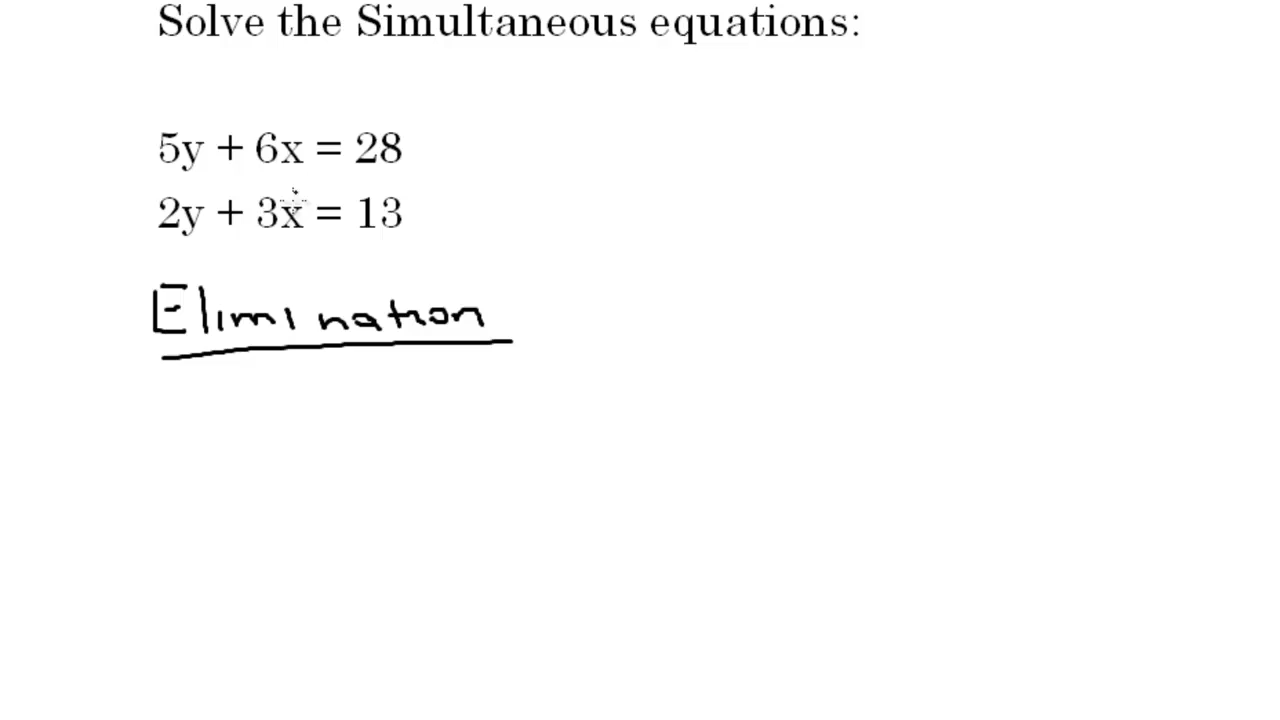 Solve the Simultaneous equations:
5y + 6x = 28
2y + 3x = 13
Elimination